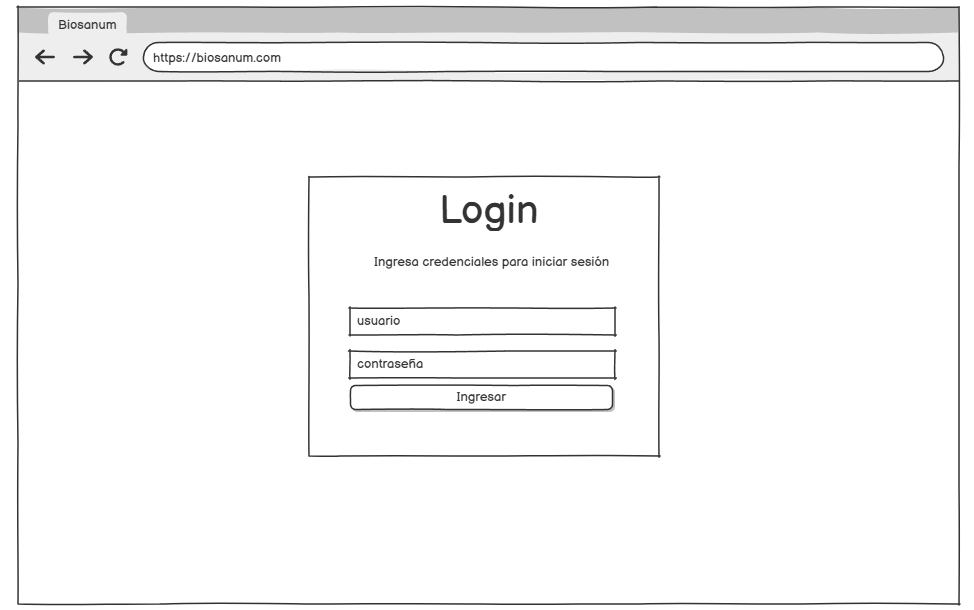 Biosanum
https://biosanum.com
Login
Ingresa credenciales para iniciar sesión
usuario
contraseña
Ingresar